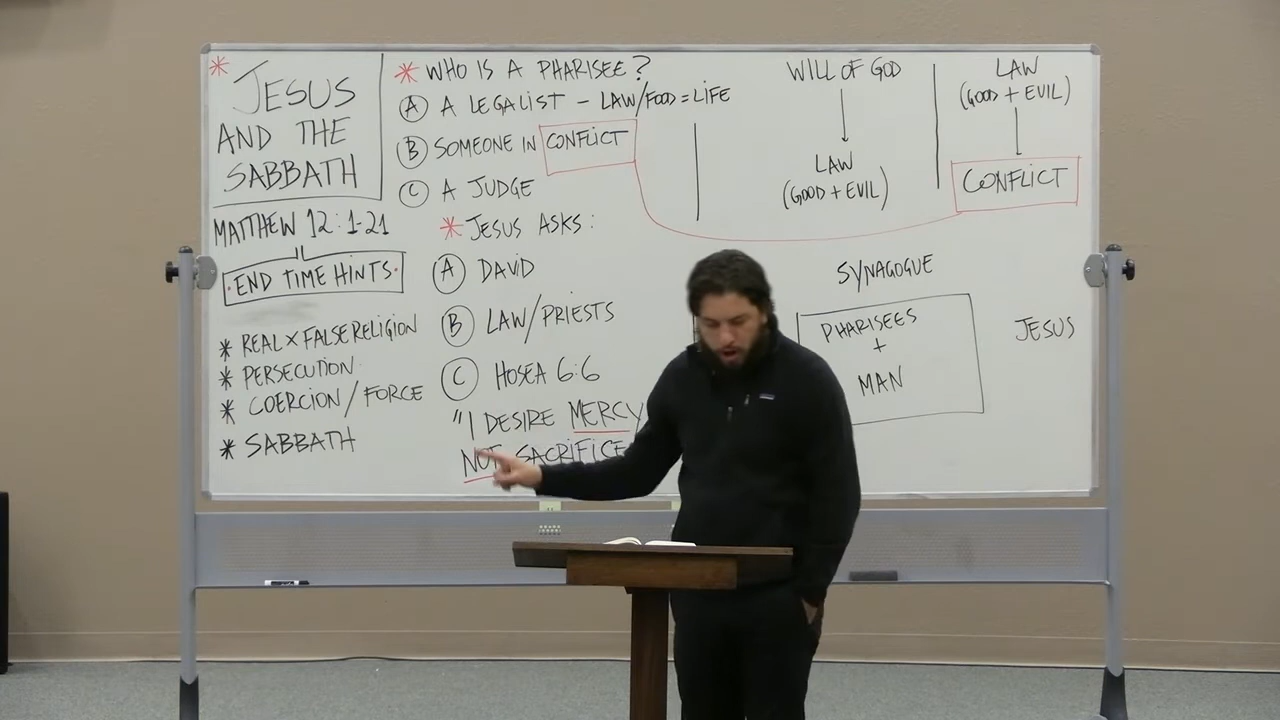 * JESUS
AND THE
SABBATH
MATTHEW 12:1-21
• END TIME HINTS •
* REAL X FALSE RELIGION
* PERSECUTION
* COERCION / FORCE
* SABBATH
* WHO IS A PHARISEE?
A A LEGALIST – LAW/FOOD = LIFE
B SOMEONE IN CONFLICT
C A JUDGE
* JESUS ASKS:
A DAVID
B LAW/PRIESTS
C HOSEA 6:6
"I DESIRE MERCY
NOT SACRIFICE
WILL OF GOD
LAW
(GOOD + EVIL)
LAW
(GOOD + EVIL)
CONFLICT
SYNAGOGUE
PHARISEES
+
MAN
JESUS